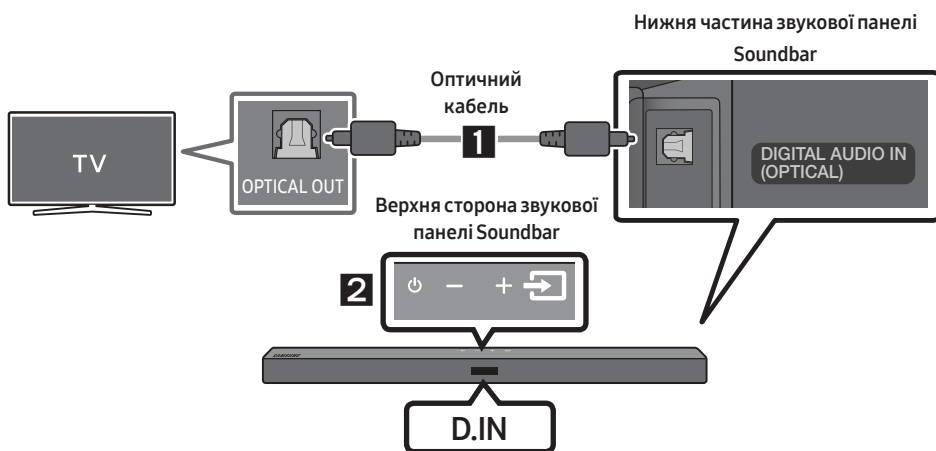 Нижня частина звукової панелі
Soundbar
Оптичний
кабель
1
TV
OPTICAL OUT
DIGITAL AUDIO IN
(OPTICAL)
Верхня сторона звукової
панелі Soundbar
2
SAMSUNG
D.IN